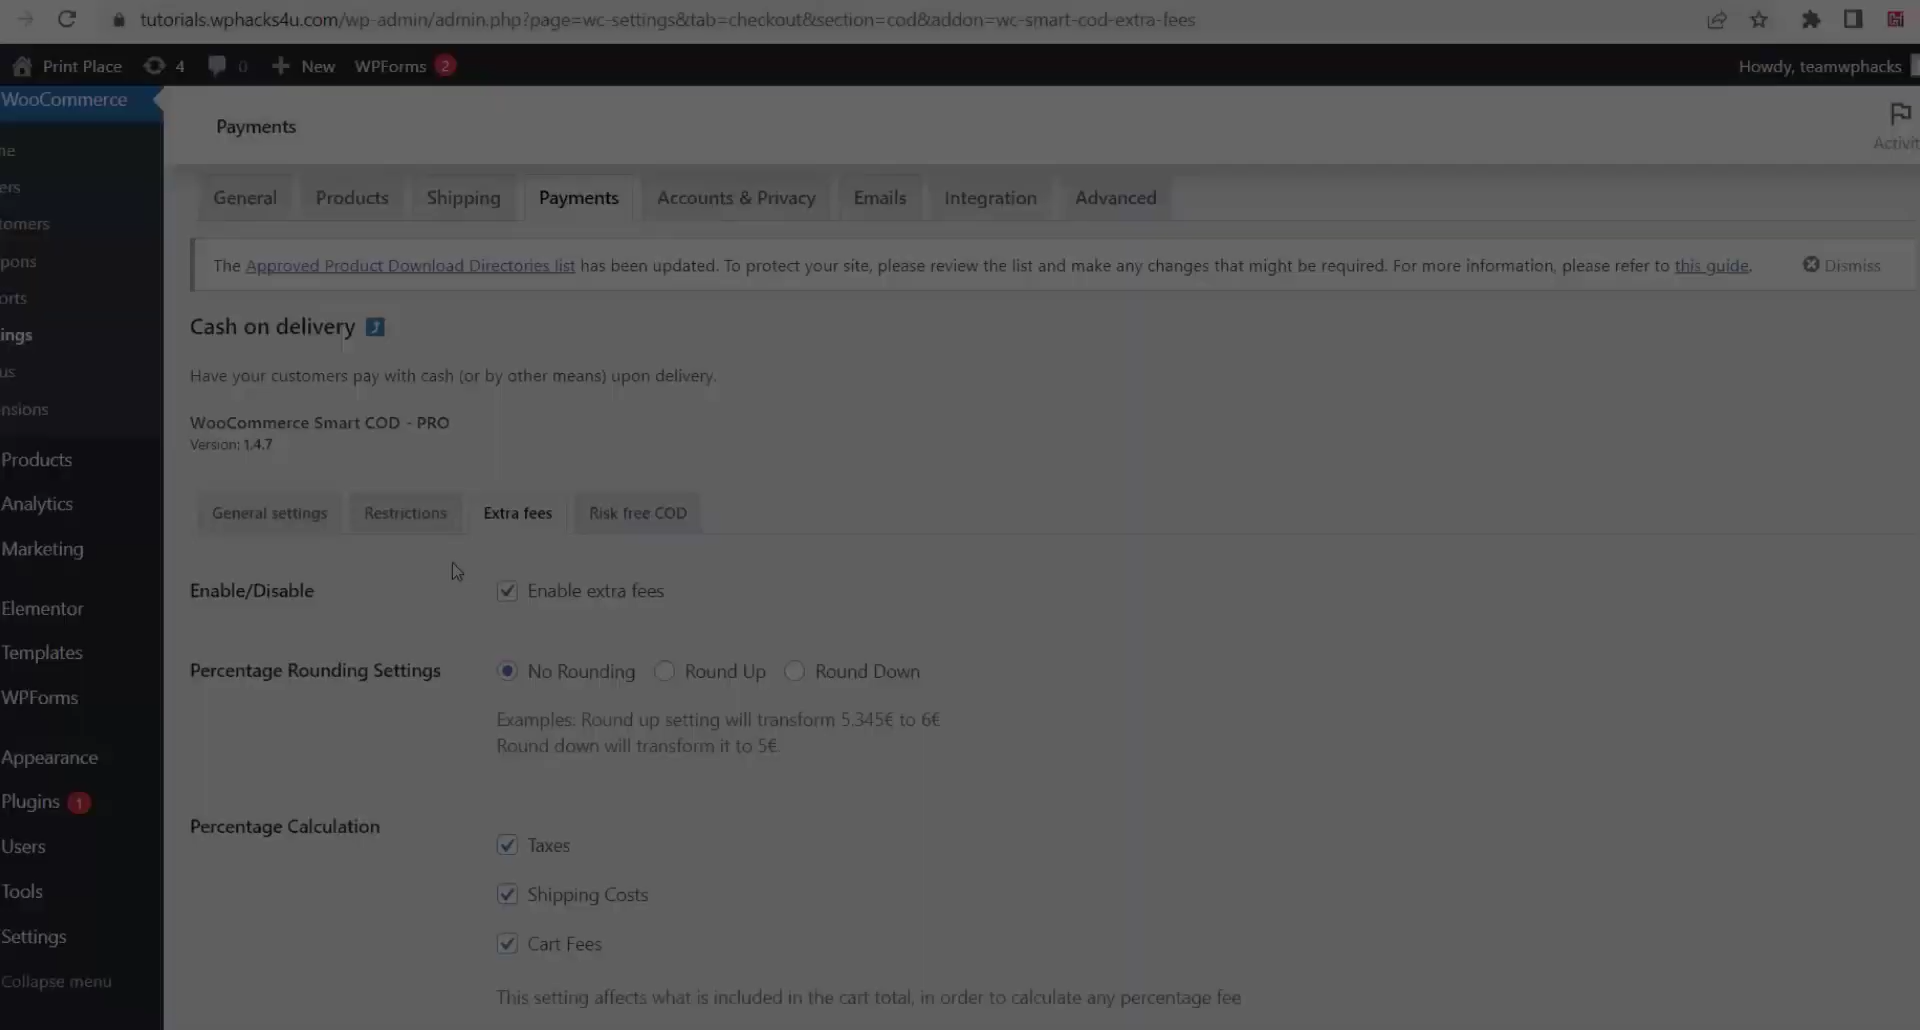 tutorials.wphacks4u.com/wp-admin/admin.php?page=wc-settings&tab=checkout&section=cod&addon=wc-smart-cod-extra-fees
Print Place 4 0 New WPForms 2 Howdy, teamwphacks
WooCommerce
Payments
Activit
ne
ers
tomers
pons
orts
ings
us
ensions
Products
Analytics
Marketing
Elementor
Templates
WPForms
Appearance
Plugins 1
Users
Tools
Settings
Collapse menu
General Products Shipping Payments Accounts & Privacy Emails Integration Advanced
The Approved Product Download Directories list has been updated. To protect your site, please review the list and make any changes that might be required. For more information, please refer to this guide. Dismiss
Cash on delivery
Have your customers pay with cash (or by other means) upon delivery.
WooCommerce Smart COD - PRO
Version: 1.4.7
General settings Restrictions Extra fees Risk free COD
Enable/Disable Enable extra fees
Percentage Rounding Settings No Rounding Round Up Round Down
Examples: Round up setting will transform 5.345€ to 6€
Round down will transform it to 5€.
Percentage Calculation
Taxes
Shipping Costs
Cart Fees
This setting affects what is included in the cart total, in order to calculate any percentage fee